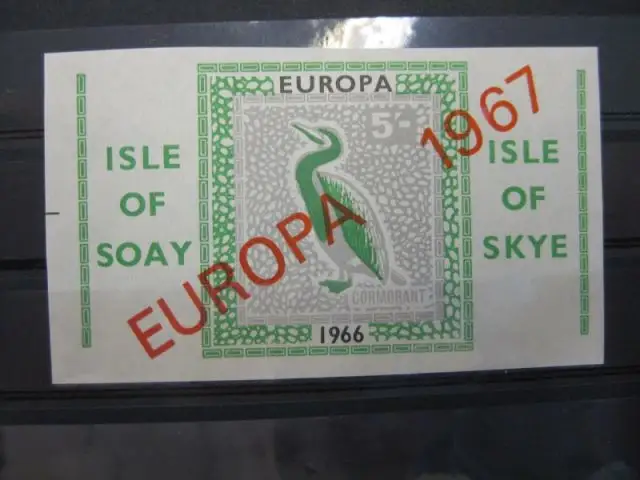 EUROPA
5/-
ISLE
OF
SOAY
ISLE
OF
SKYE
CORMORANT
1966
EUROPA 1967